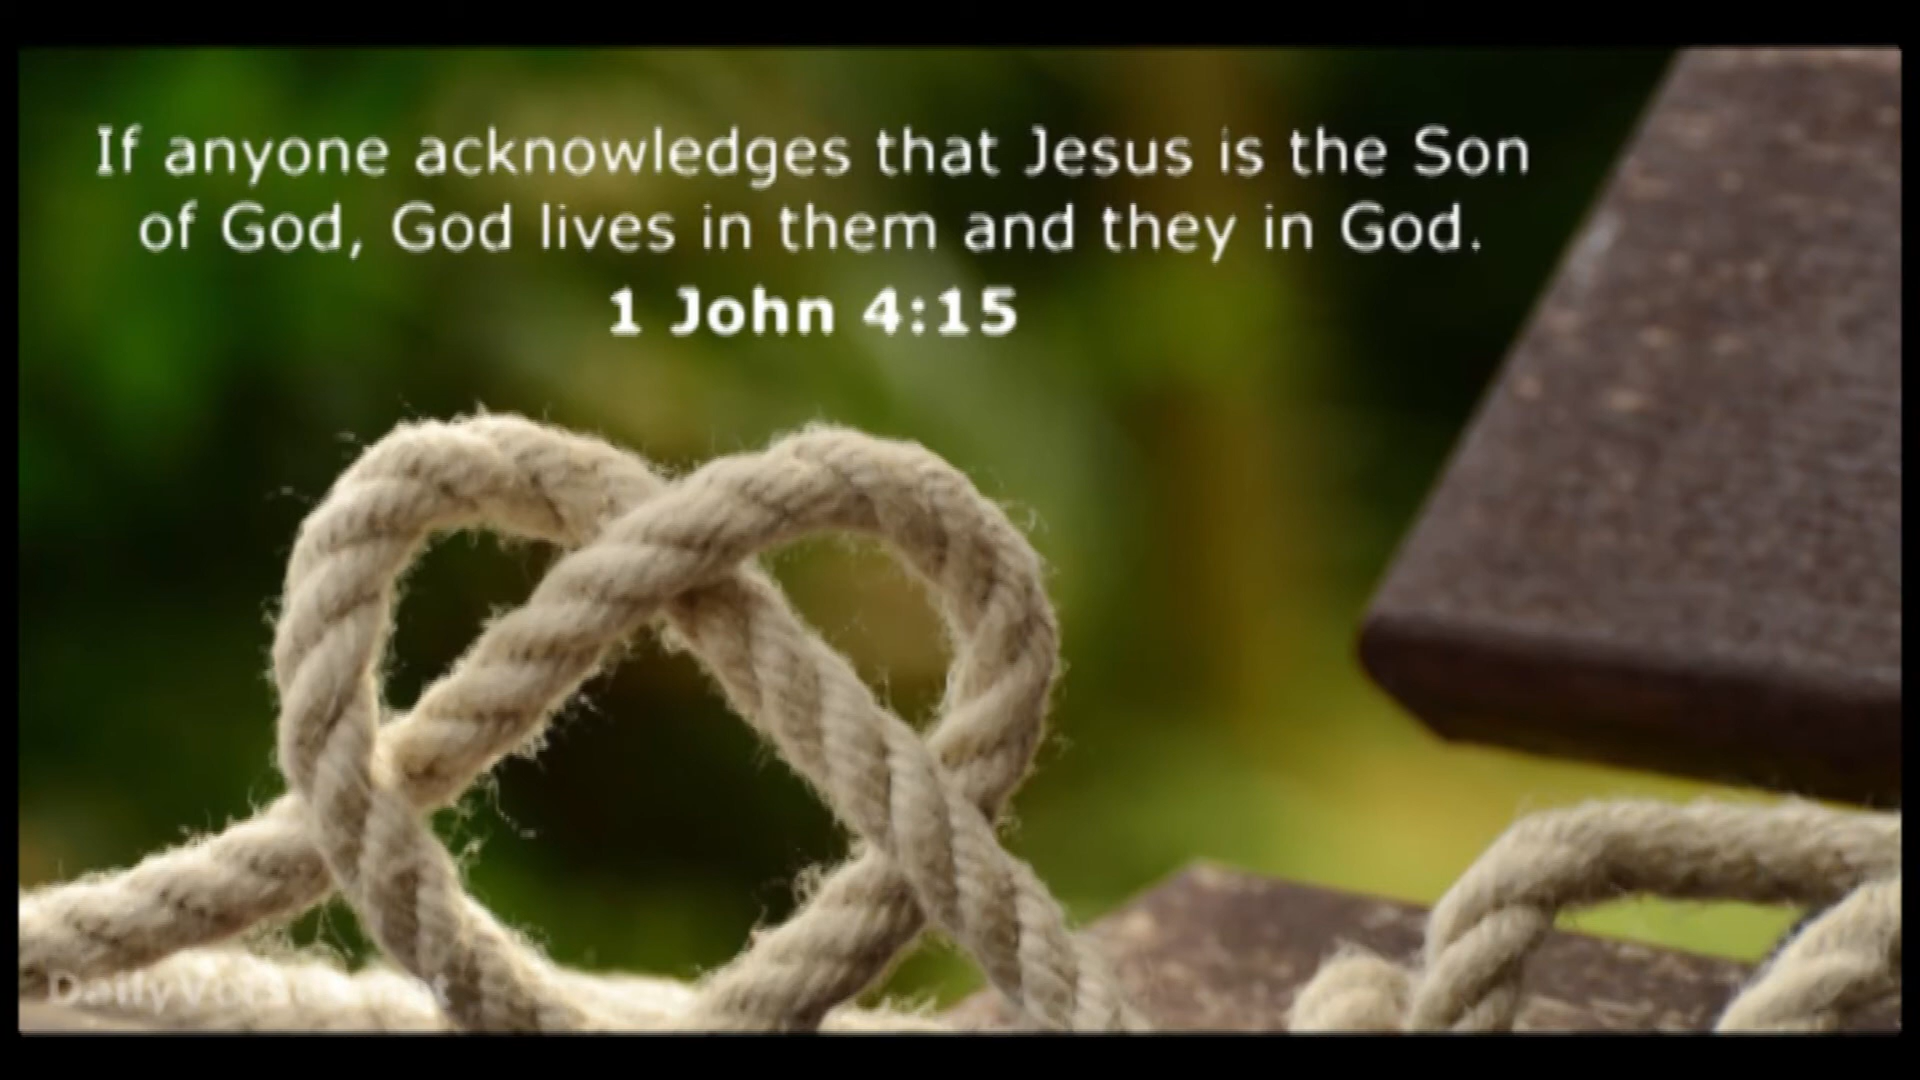 If anyone acknowledges that Jesus is the Son
of God, God lives in them and they in God.
1 John 4:15